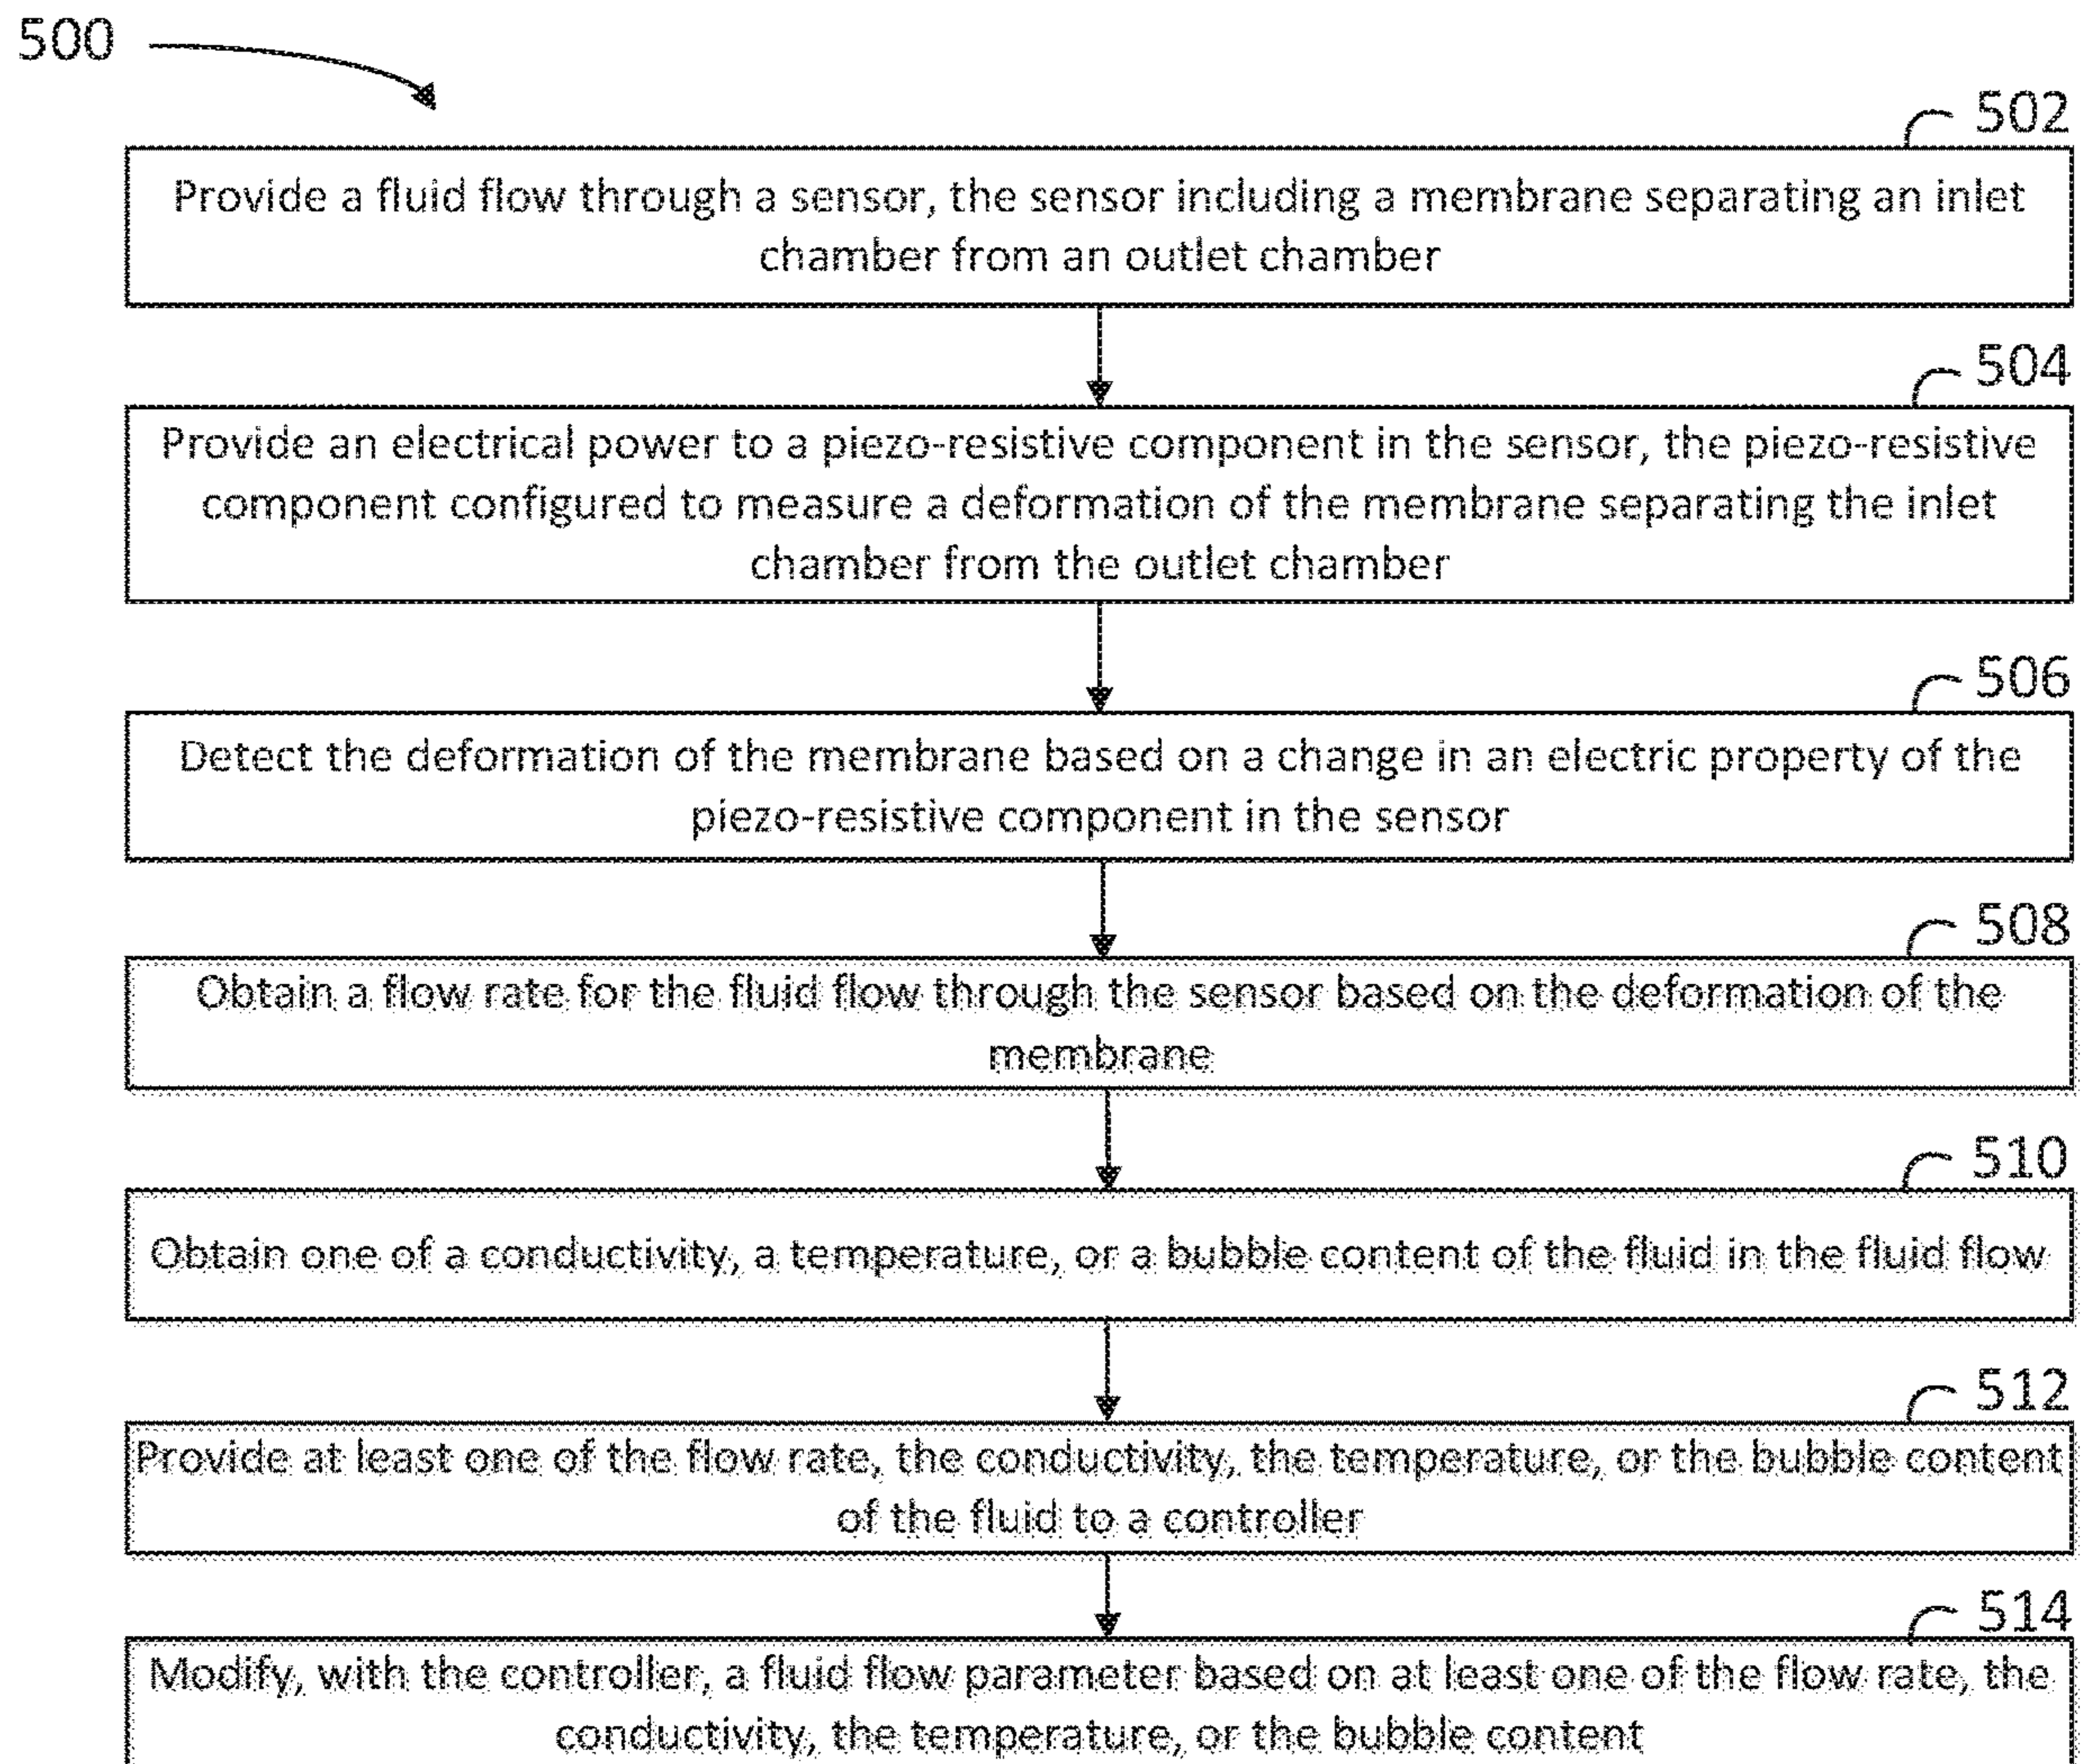 500
502
Provide a fluid flow through a sensor, the sensor including a membrane separating an inlet
chamber from an outlet chamber
504
Provide an electrical power to a piezo-resistive component in the sensor, the piezo-resistive
component configured to measure a deformation of the membrane separating the inlet
chamber from the outlet chamber
506
Detect the deformation of the membrane based on a change in an electric property of the
piezo-resistive component in the sensor
508
Obtain a flow rate for the fluid flow through the sensor based on the deformation of the
membrane
510
Obtain one of a conductivity, a temperature, or a bubble content of the fluid in the fluid flow
512
Provide at least one of the flow rate, the conductivity, the temperature, or the bubble content
of the fluid to a controller
514
Modify, with the controller, a fluid flow parameter based on at least one of the flow rate, the
conductivity, the temperature, or the bubble content